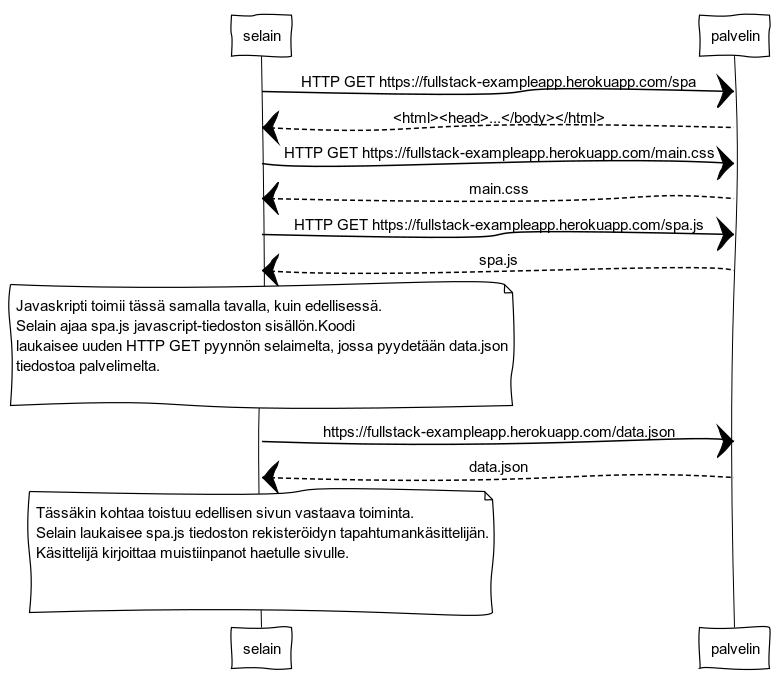 selain
palvelin
HTTP GET https://fullstack-exampleapp.herokuapp.com/spa
<html><head>...</body></html>
HTTP GET https://fullstack-exampleapp.herokuapp.com/main.css
main.css
HTTP GET https://fullstack-exampleapp.herokuapp.com/spa.js
spa.js
Javaskripti toimii tässä samalla tavalla, kuin edellisessä.
Selain ajaa spa.js javascript-tiedoston sisällön.Koodi
laukaisee uuden HTTP GET pyynnön selaimelta, jossa pyydetään data.json
tiedostoa palvelimelta.
https://fullstack-exampleapp.herokuapp.com/data.json
data.json
Tässäkin kohtaa toistuu edellisen sivun vastaava toiminta.
Selain laukaisee spa.js tiedoston rekisteröidyn tapahtumankäsittelijän.
Käsittelijä kirjoittaa muistiinpanot haetulle sivulle.
selain
palvelin